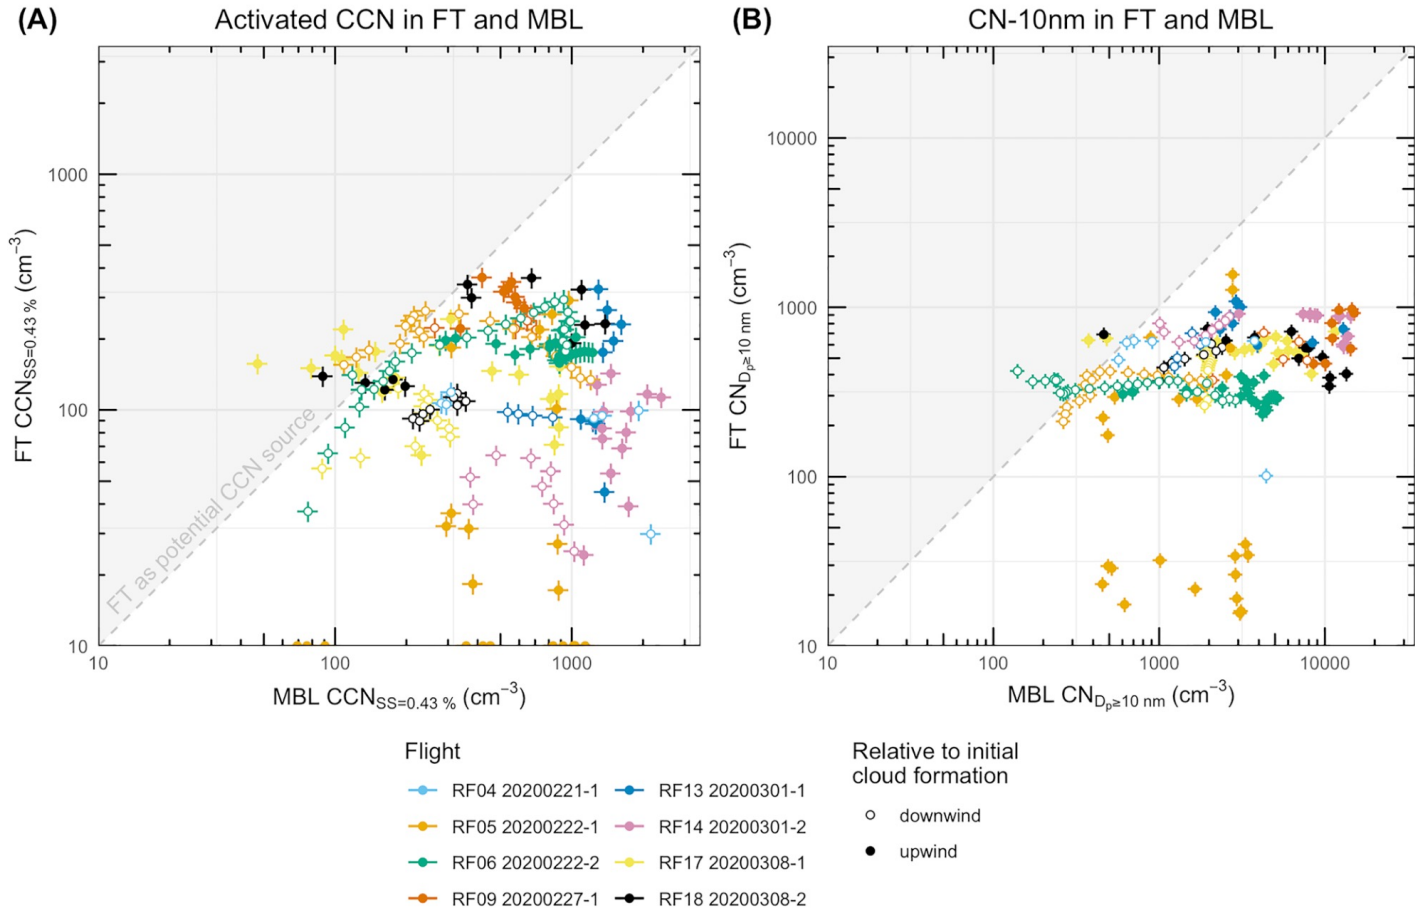 (A)
Activated CCN in FT and MBL
1000
100
10
10
100
1000
FT CCN_SS=0.43 % (cm⁻³)
MBL CCN_SS=0.43 % (cm⁻³)
FT as potential CCN source
(B)
CN-10nm in FT and MBL
10000
1000
100
10
10
100
1000
10000
FT CN_Dp≥10 nm (cm⁻³)
MBL CN_Dp≥10 nm (cm⁻³)
Flight
RF04 20200221-1
RF05 20200222-1
RF06 20200222-2
RF09 20200227-1
RF13 20200301-1
RF14 20200301-2
RF17 20200308-1
RF18 20200308-2
Relative to initial
cloud formation
downwind
upwind